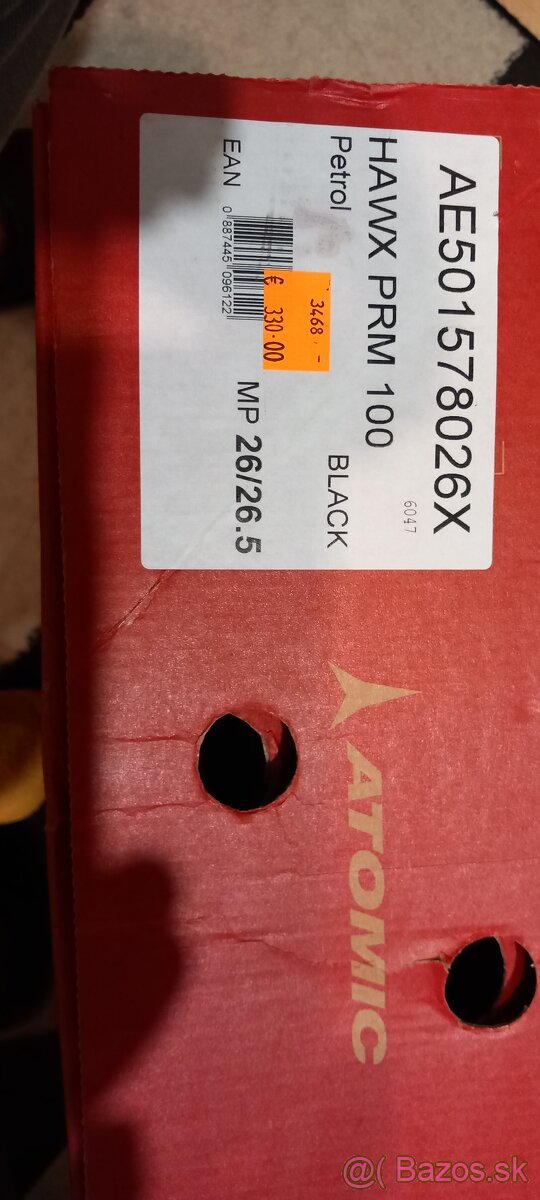 AE501578026X
6047
HAWX PRM 100
Petrol
BLACK
3468,-
€ 330.00
MP 26/26.5
EAN
0 887445 096122
ATOMIC
@( Bazos.sk